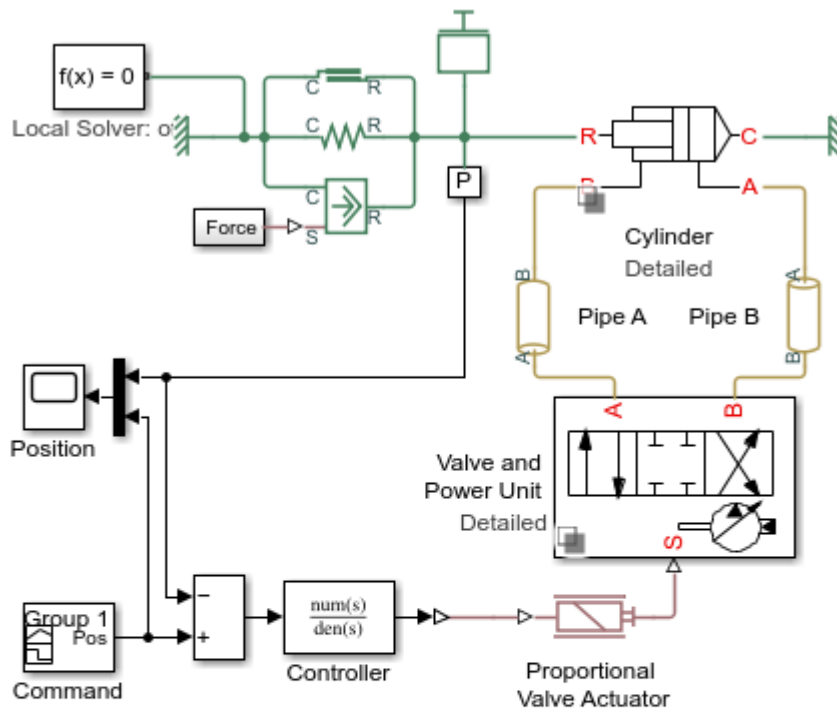 f(x) = 0
Local Solver: o
C
R
C
R
C
R
S
Force
P
R
C
A
Cylinder
Detailed
B
A
Pipe A
Pipe B
A
B
Position
A
B
Valve and
Power Unit
Detailed
S
Group 1
Pos
Command
−
+
num(s)
den(s)
Controller
Proportional
Valve Actuator